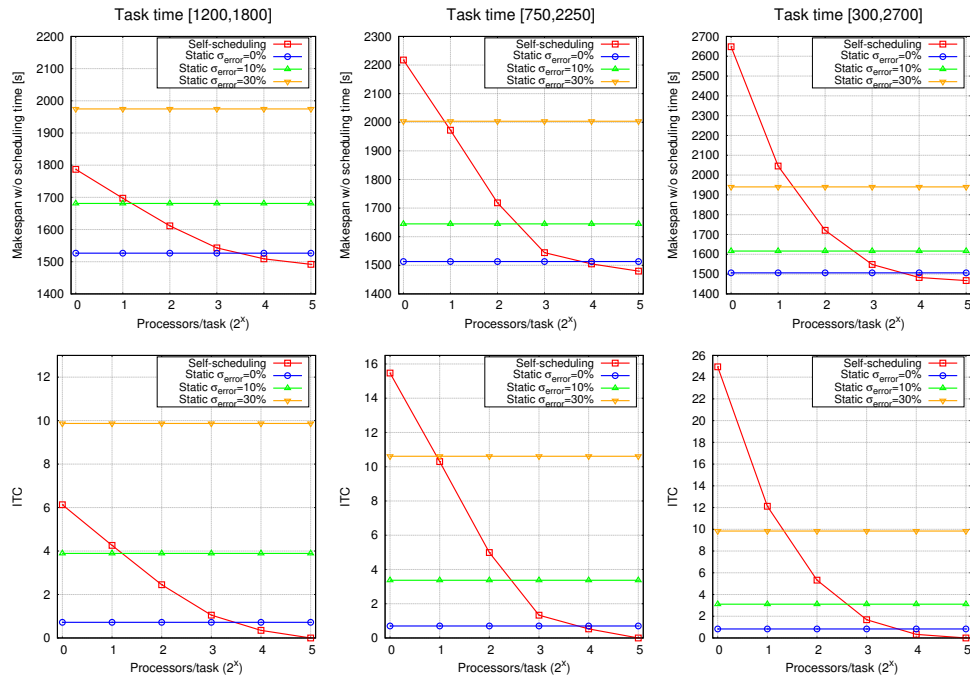 Task time [1200,1800]
Makespan w/o scheduling time [s]
2200
2100
2000
1900
1800
1700
1600
1500
1400
Self-scheduling
Static σerror=0%
Static σerror=10%
Static σerror=30%
0 1 2 3 4 5
Processors/task (2^x)
Task time [750,2250]
Makespan w/o scheduling time [s]
2400
2300
2200
2100
2000
1900
1800
1700
1600
1500
1400
Self-scheduling
Static σerror=0%
Static σerror=10%
Static σerror=30%
0 1 2 3 4 5
Processors/task (2^x)
Task time [300,2700]
Makespan w/o scheduling time [s]
2700
2600
2500
2400
2300
2200
2100
2000
1900
1800
1700
1600
1500
1400
Self-scheduling
Static σerror=0%
Static σerror=10%
Static σerror=30%
0 1 2 3 4 5
Processors/task (2^x)
ITC
12
10
8
6
4
2
0
Self-scheduling
Static σerror=0%
Static σerror=10%
Static σerror=30%
0 1 2 3 4 5
Processors/task (2^x)
ITC
16
14
12
10
8
6
4
2
0
Self-scheduling
Static σerror=0%
Static σerror=10%
Static σerror=30%
0 1 2 3 4 5
Processors/task (2^x)
ITC
26
24
22
20
18
16
14
12
10
8
6
4
2
0
Self-scheduling
Static σerror=0%
Static σerror=10%
Static σerror=30%
0 1 2 3 4 5
Processors/task (2^x)